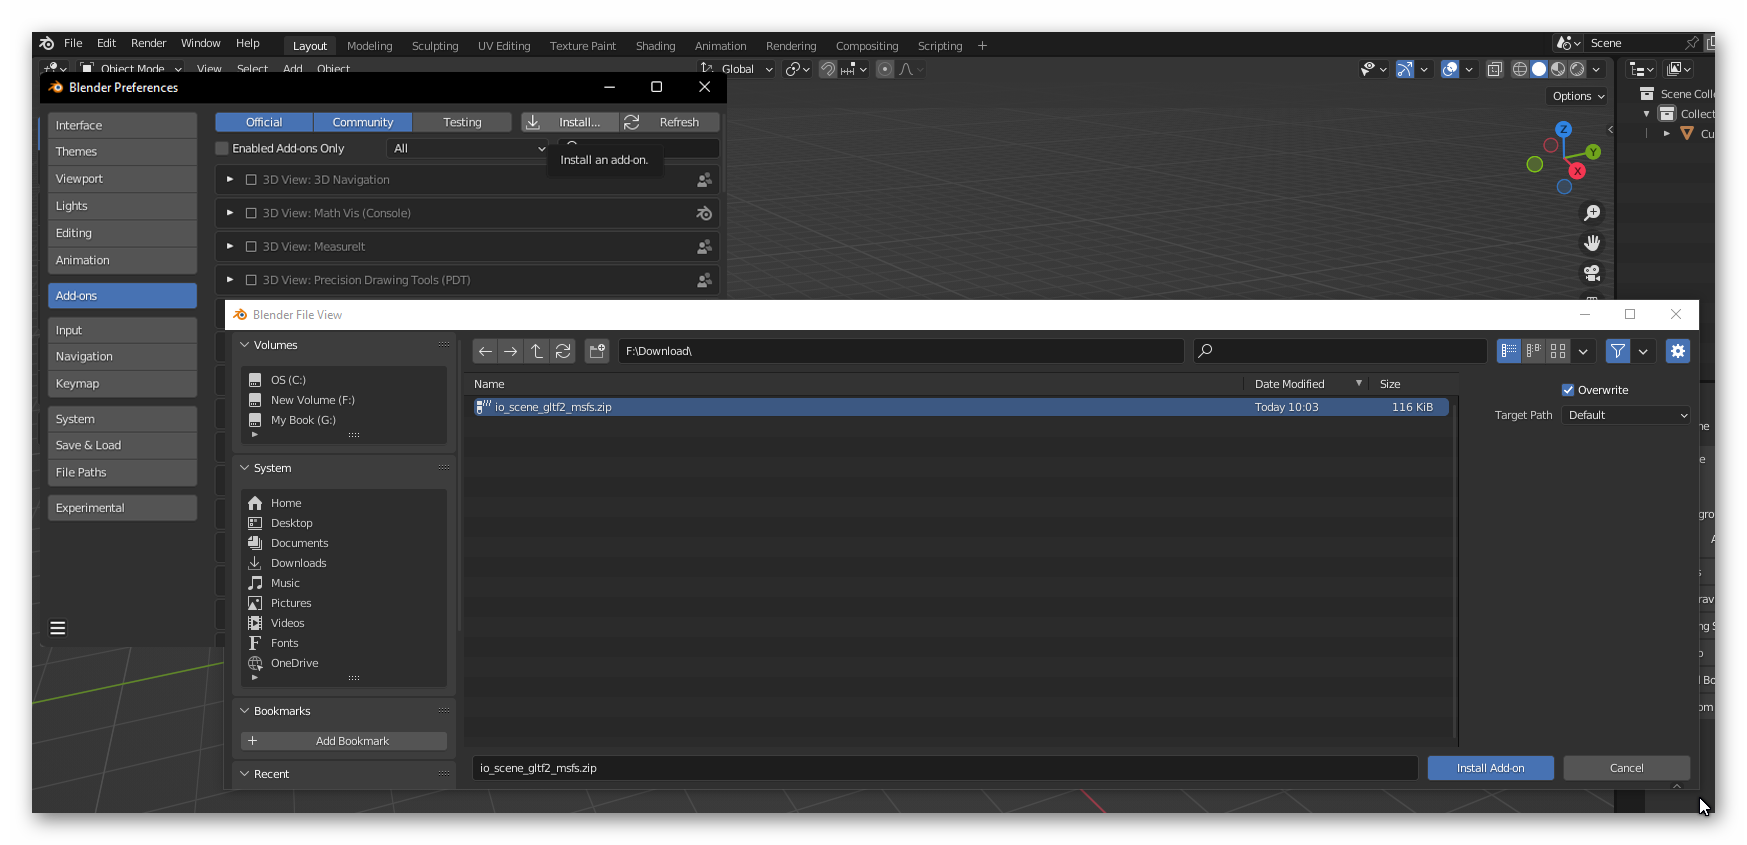 File Edit Render Window Help Layout Modeling Sculpting UV Editing Texture Paint Shading Animation Rendering Compositing Scripting + Scene
Object Mode View Select Add Object Global
Blender Preferences
Options
Scene Coll
Collect
Cu
Z
Y
X
Interface
Themes
Viewport
Lights
Editing
Animation
Add-ons
Input
Navigation
Keymap
System
Save & Load
File Paths
Experimental
Official Community Testing Install... Refresh
Enabled Add-ons Only All
Install an add-on.
3D View: 3D Navigation
3D View: Math Vis (Console)
3D View: MeasureIt
3D View: Precision Drawing Tools (PDT)
Blender File View
Volumes
OS (C:)
New Volume (F:)
My Book (G:)
System
Home
Desktop
Documents
Downloads
Music
Pictures
Videos
Fonts
OneDrive
Bookmarks
Add Bookmark
Recent
F:\Download\
Name Date Modified Size
io_scene_gltf2_msfs.zip Today 10:03 116 KiB
Overwrite
Target Path Default
io_scene_gltf2_msfs.zip
Install Add-on Cancel